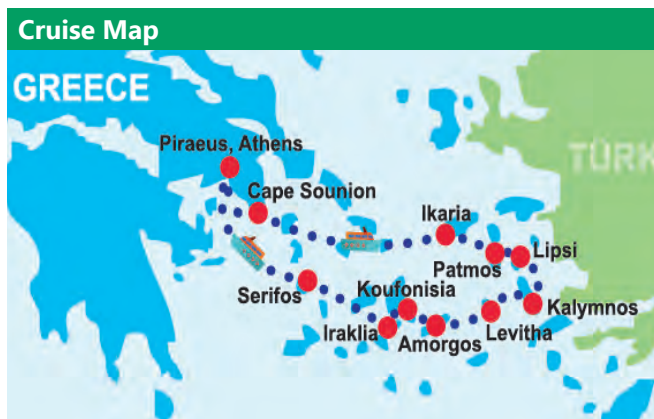 Cruise Map
GREECE
Piraeus, Athens
TÜRK
Cape Sounion
Ikaria
Lipsi
Patmos
Serifos
Koufonisia
Kalymnos
Iraklia
Amorgos
Levitha